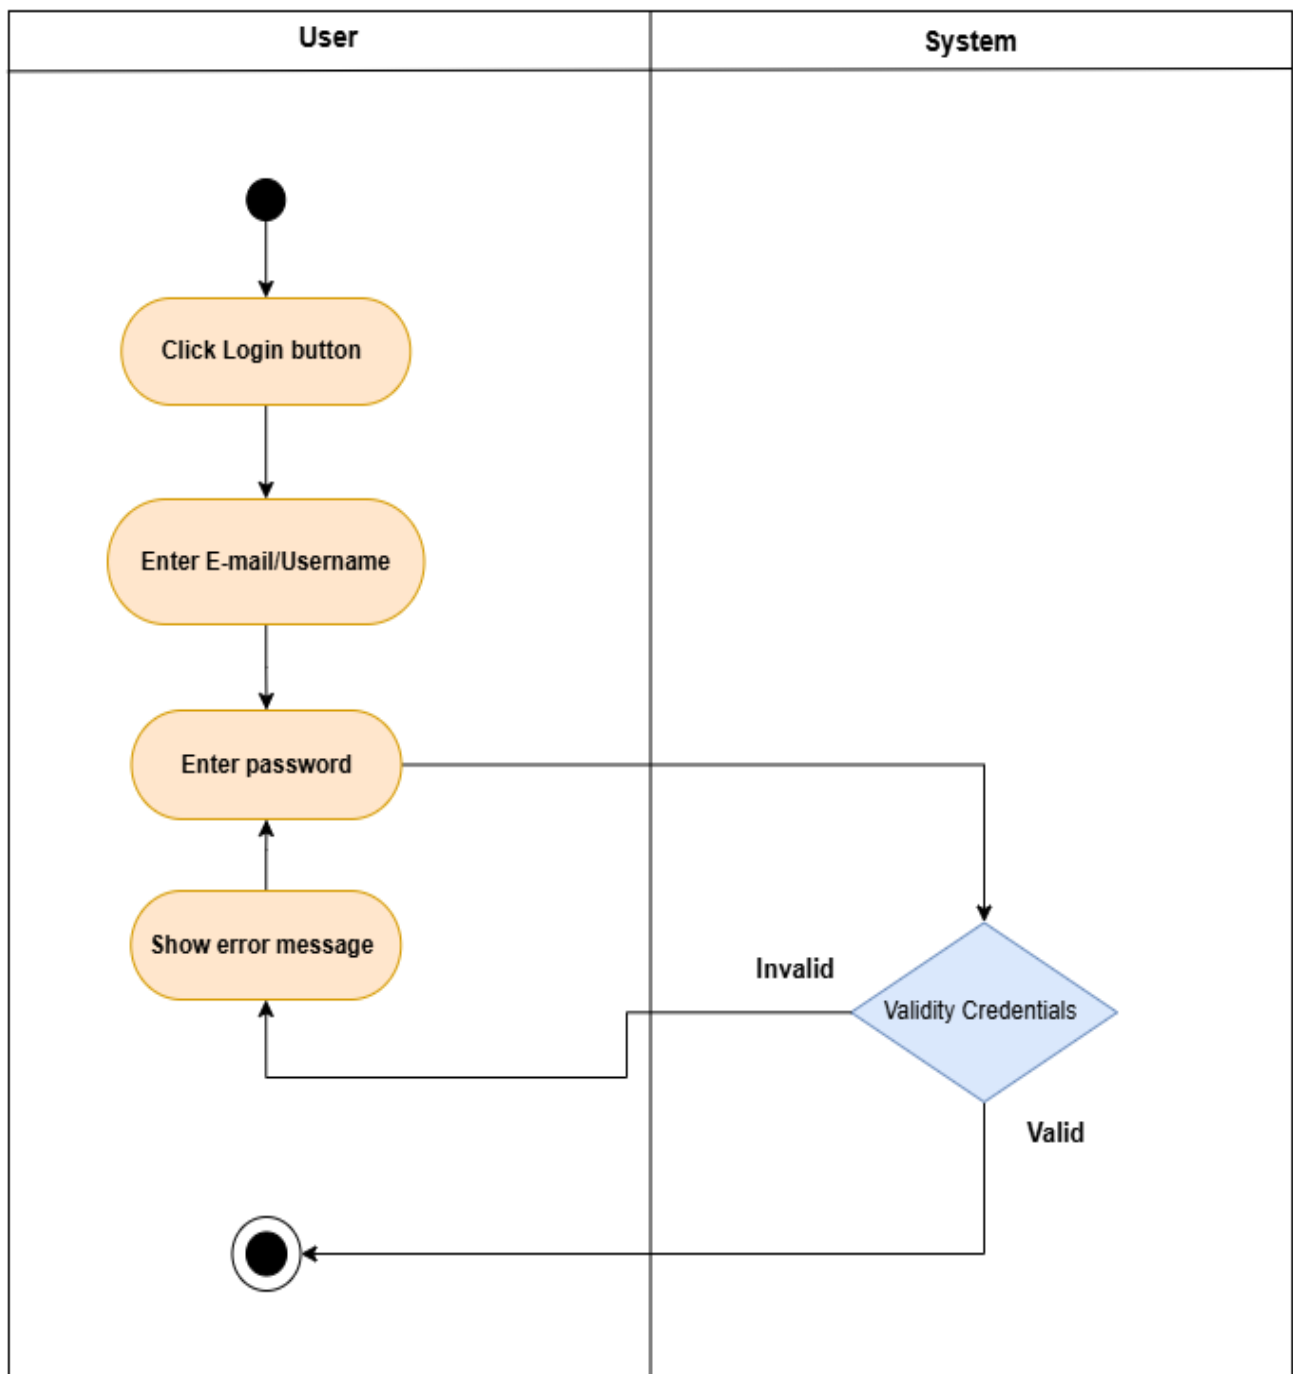 User
System
Click Login button
Enter E-mail/Username
Enter password
Show error message
Invalid
Validity Credentials
Valid